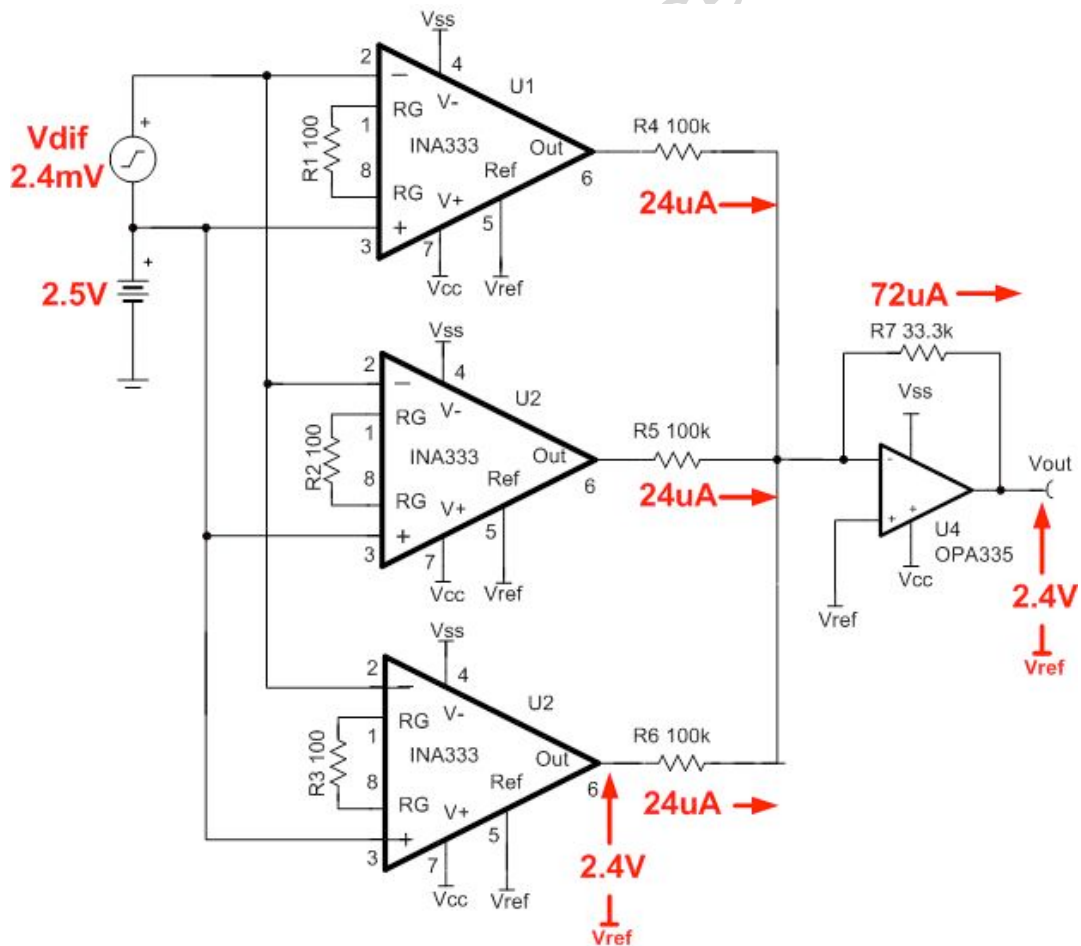 Vss
2
4
U1
V-
RG
1
R1 100
INA333
Out
R4 100k
8
Ref
RG
6
V+
5
3
7
Vcc
Vref
24uA
+
Vdif
2.4mV
+
2.5V
Vss
2
4
U2
V-
RG
1
R2 100
INA333
Out
R5 100k
8
Ref
RG
6
V+
5
3
7
Vcc
Vref
24uA
72uA
R7 33.3k
Vss
-
+
+
U4
OPA335
Vcc
Vref
Vout
2.4V
Vref
Vss
2
4
U2
V-
RG
1
R3 100
INA333
Out
R6 100k
8
Ref
RG
6
V+
5
3
7
Vcc
Vref
24uA
2.4V
Vref